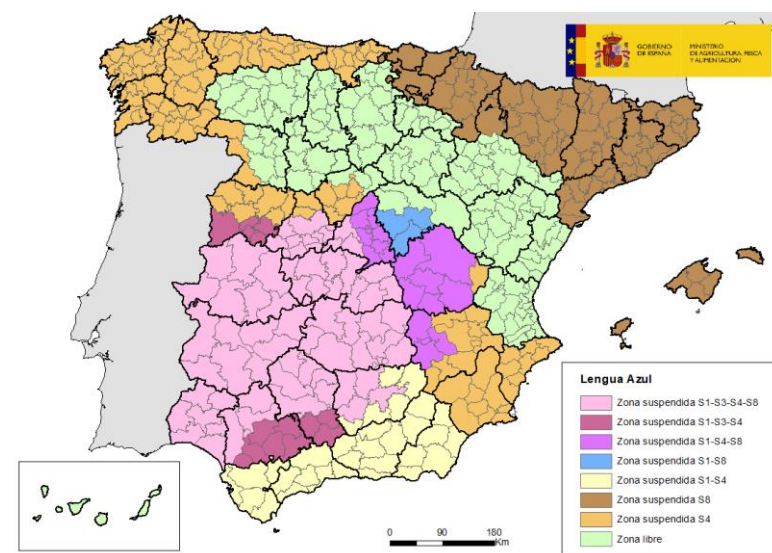 GOBIERNO
DE ESPAÑA
MINISTERIO
DE AGRICULTURA, PESCA
Y ALIMENTACIÓN
Lengua Azul
Zona suspendida S1-S3-S4-S8
Zona suspendida S1-S3-S4
Zona suspendida S1-S4-S8
Zona suspendida S1-S8
Zona suspendida S1-S4
Zona suspendida S8
Zona suspendida S4
Zona libre
0 90 180
Km